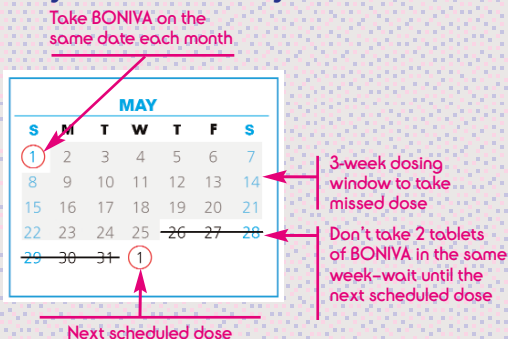 Take BONIVA on the
same date each month
MAY
S M T W T F S
1 2 3 4 5 6 7
8 9 10 11 12 13 14
15 16 17 18 19 20 21
22 23 24 25 26 27 28
29 30 31 1
3-week dosing
window to take
missed dose
Don't take 2 tablets
of BONIVA in the same
week–wait until the
next scheduled dose
Next scheduled dose